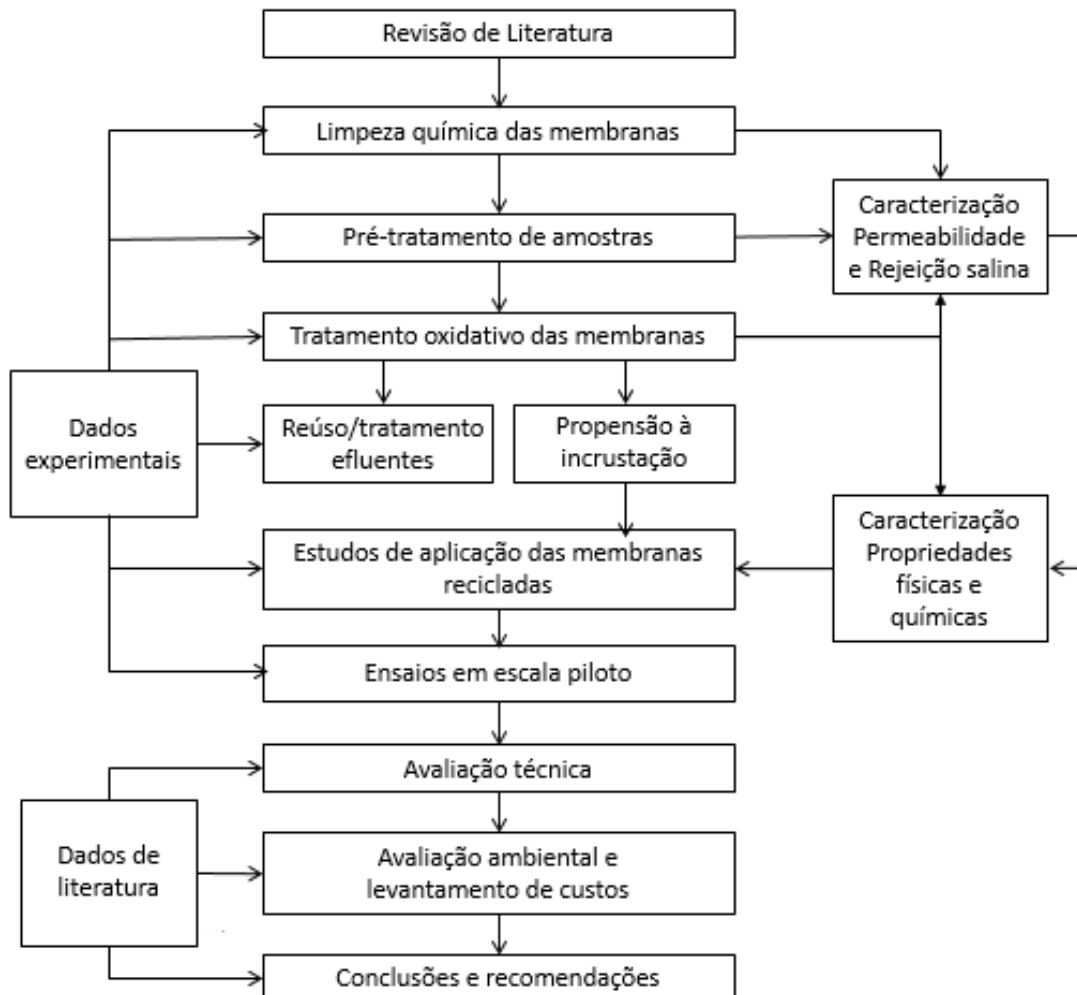 Revisão de Literatura
Limpeza química das membranas
Caracterização
Permeabilidade
e Rejeição salina
Pré-tratamento de amostras
Tratamento oxidativo das membranas
Dados
experimentais
Reúso/tratamento
efluentes
Propensão à
incrustação
Caracterização
Propriedades
físicas e
químicas
Estudos de aplicação das membranas
recicladas
Ensaios em escala piloto
Avaliação técnica
Dados de
literatura
Avaliação ambiental e
levantamento de custos
Conclusões e recomendações